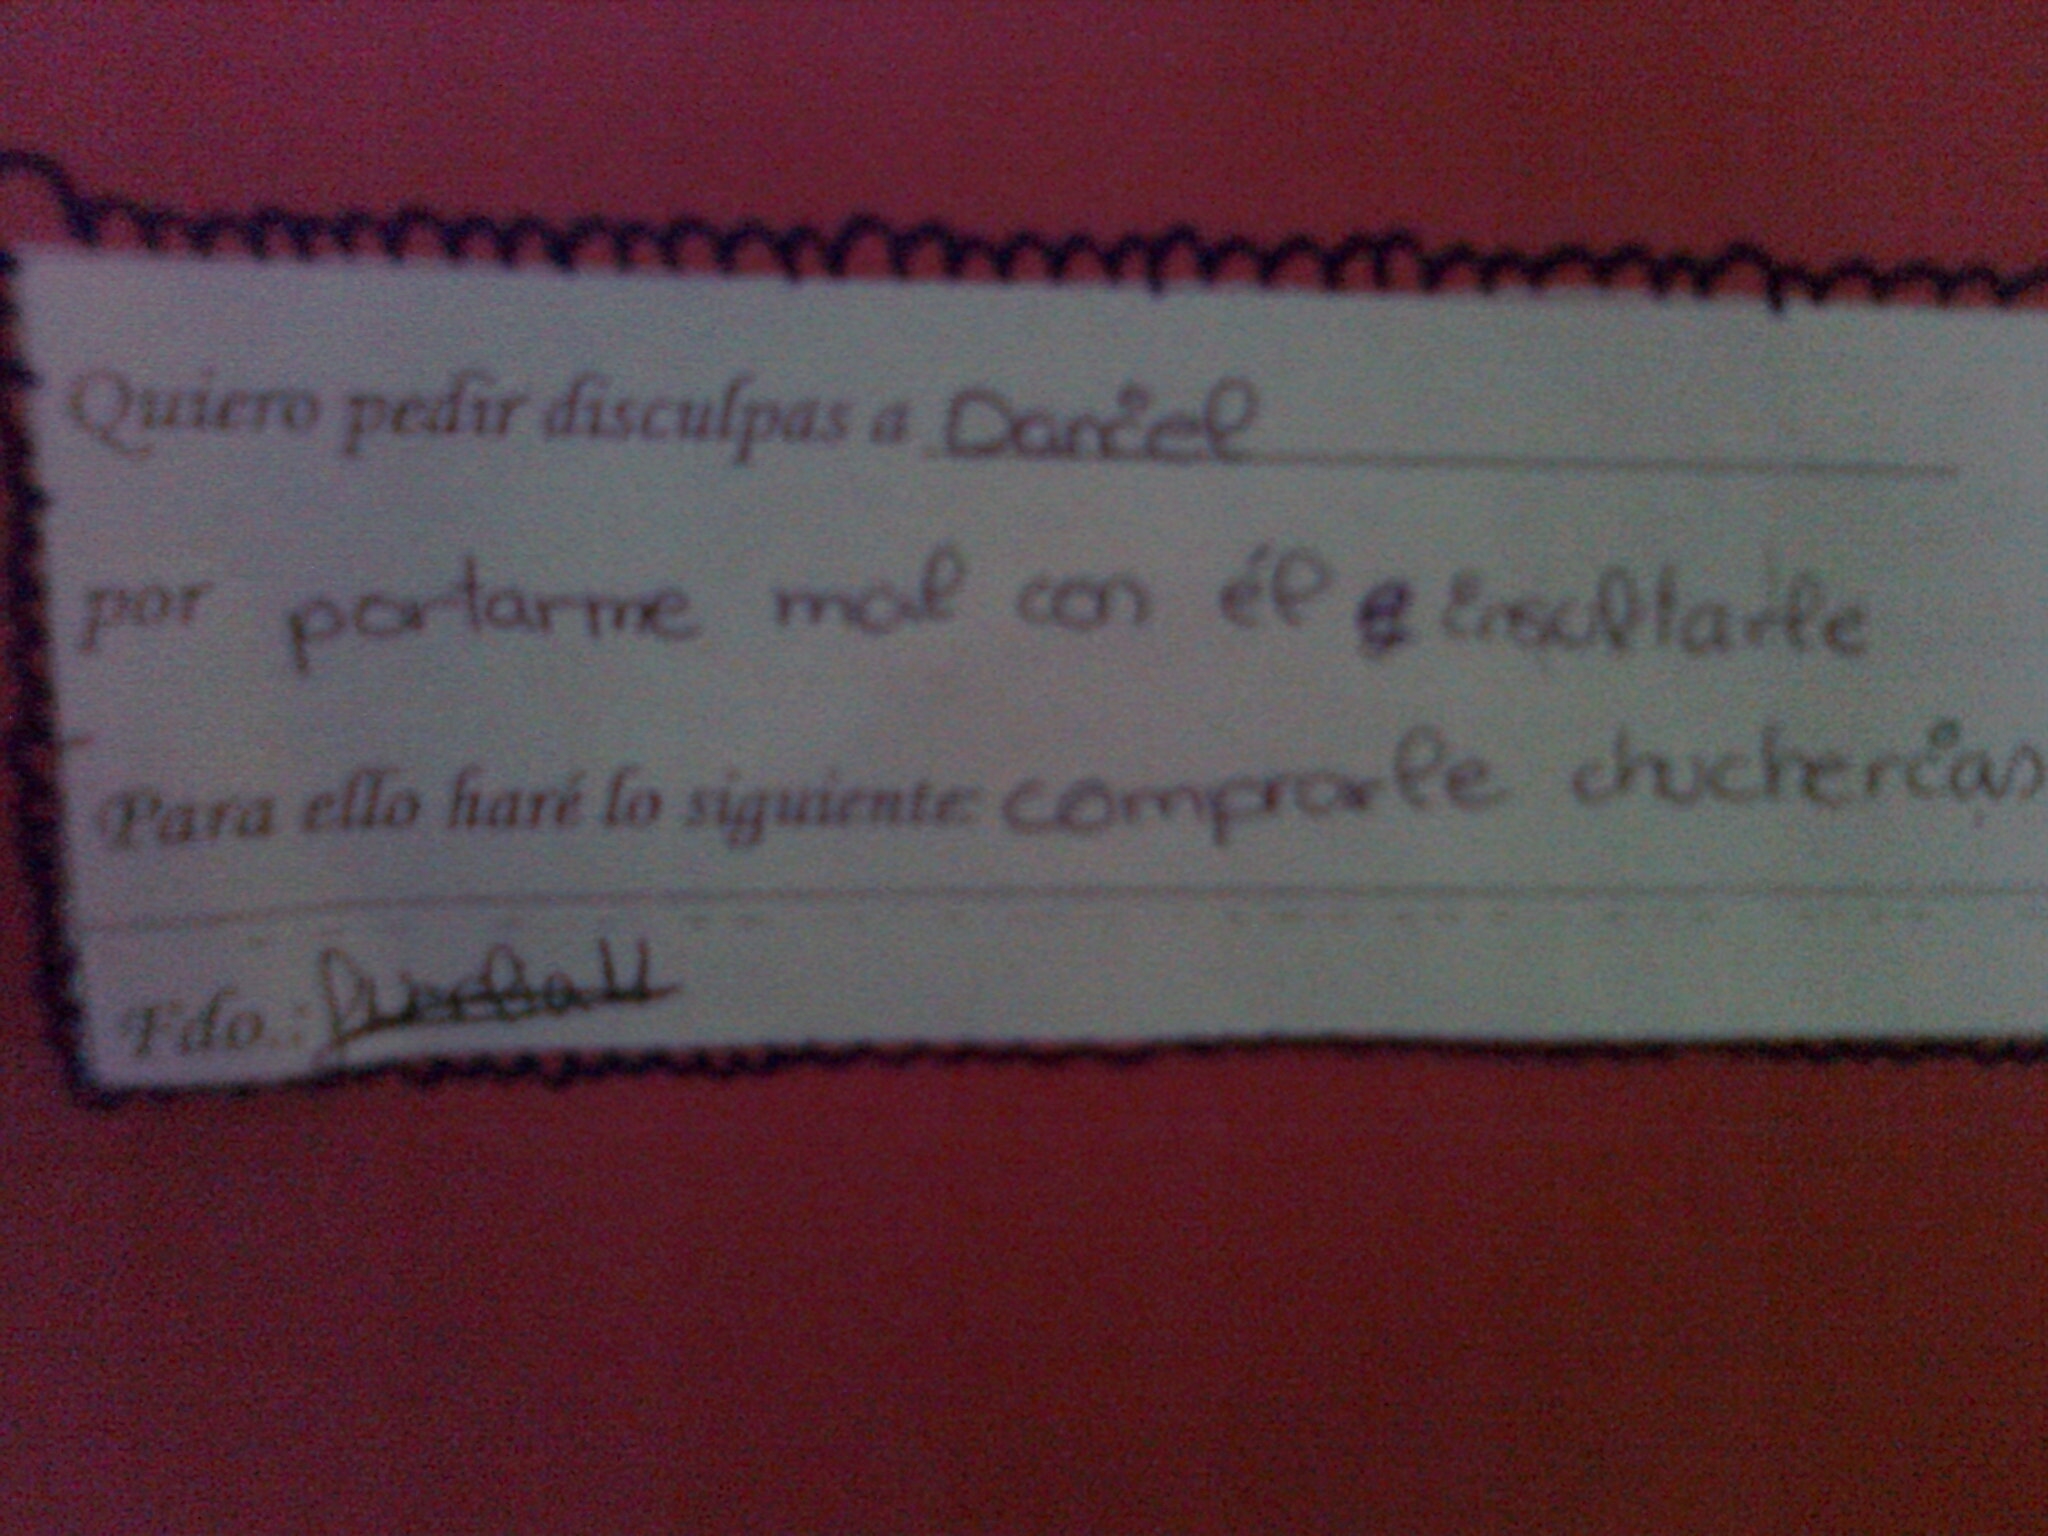 Quiero pedir disculpas a Daniel
por portarme mal con él e insultarle
Para ello haré lo siguiente: comprarle chucherías
Fdo.: